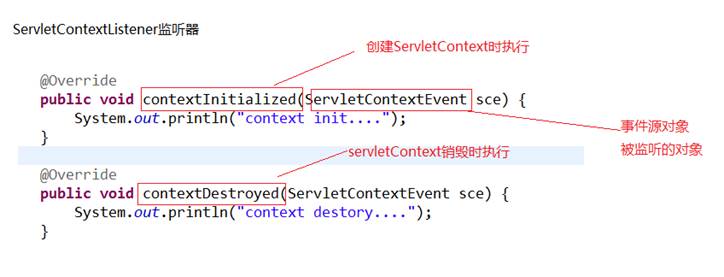 ServletContextListener监听器
创建ServletContext时执行
@Override
public void contextInitialized(ServletContextEvent sce) {
System.out.println("context init....");
}
事件源对象
被监听的对象
servletContext销毁时执行
@Override
public void contextDestroyed(ServletContextEvent sce) {
System.out.println("context destory....");
}